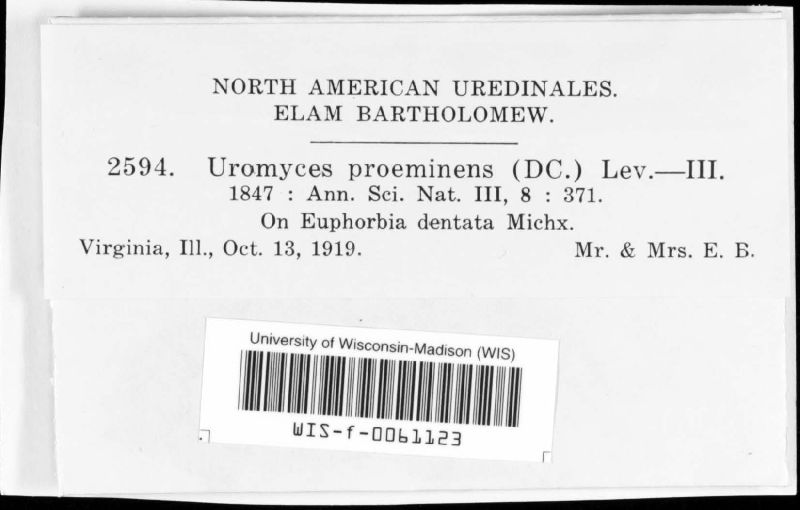 NORTH AMERICAN UREDINALES.
ELAM BARTHOLOMEW.
2594. Uromyces proeminens (DC.) Lev.—III.
1847 : Ann. Sci. Nat. III, 8 : 371.
On Euphorbia dentata Michx.
Virginia, Ill., Oct. 13, 1919. Mr. & Mrs. E. B.
University of Wisconsin-Madison (WIS)
WIS-f-0061123